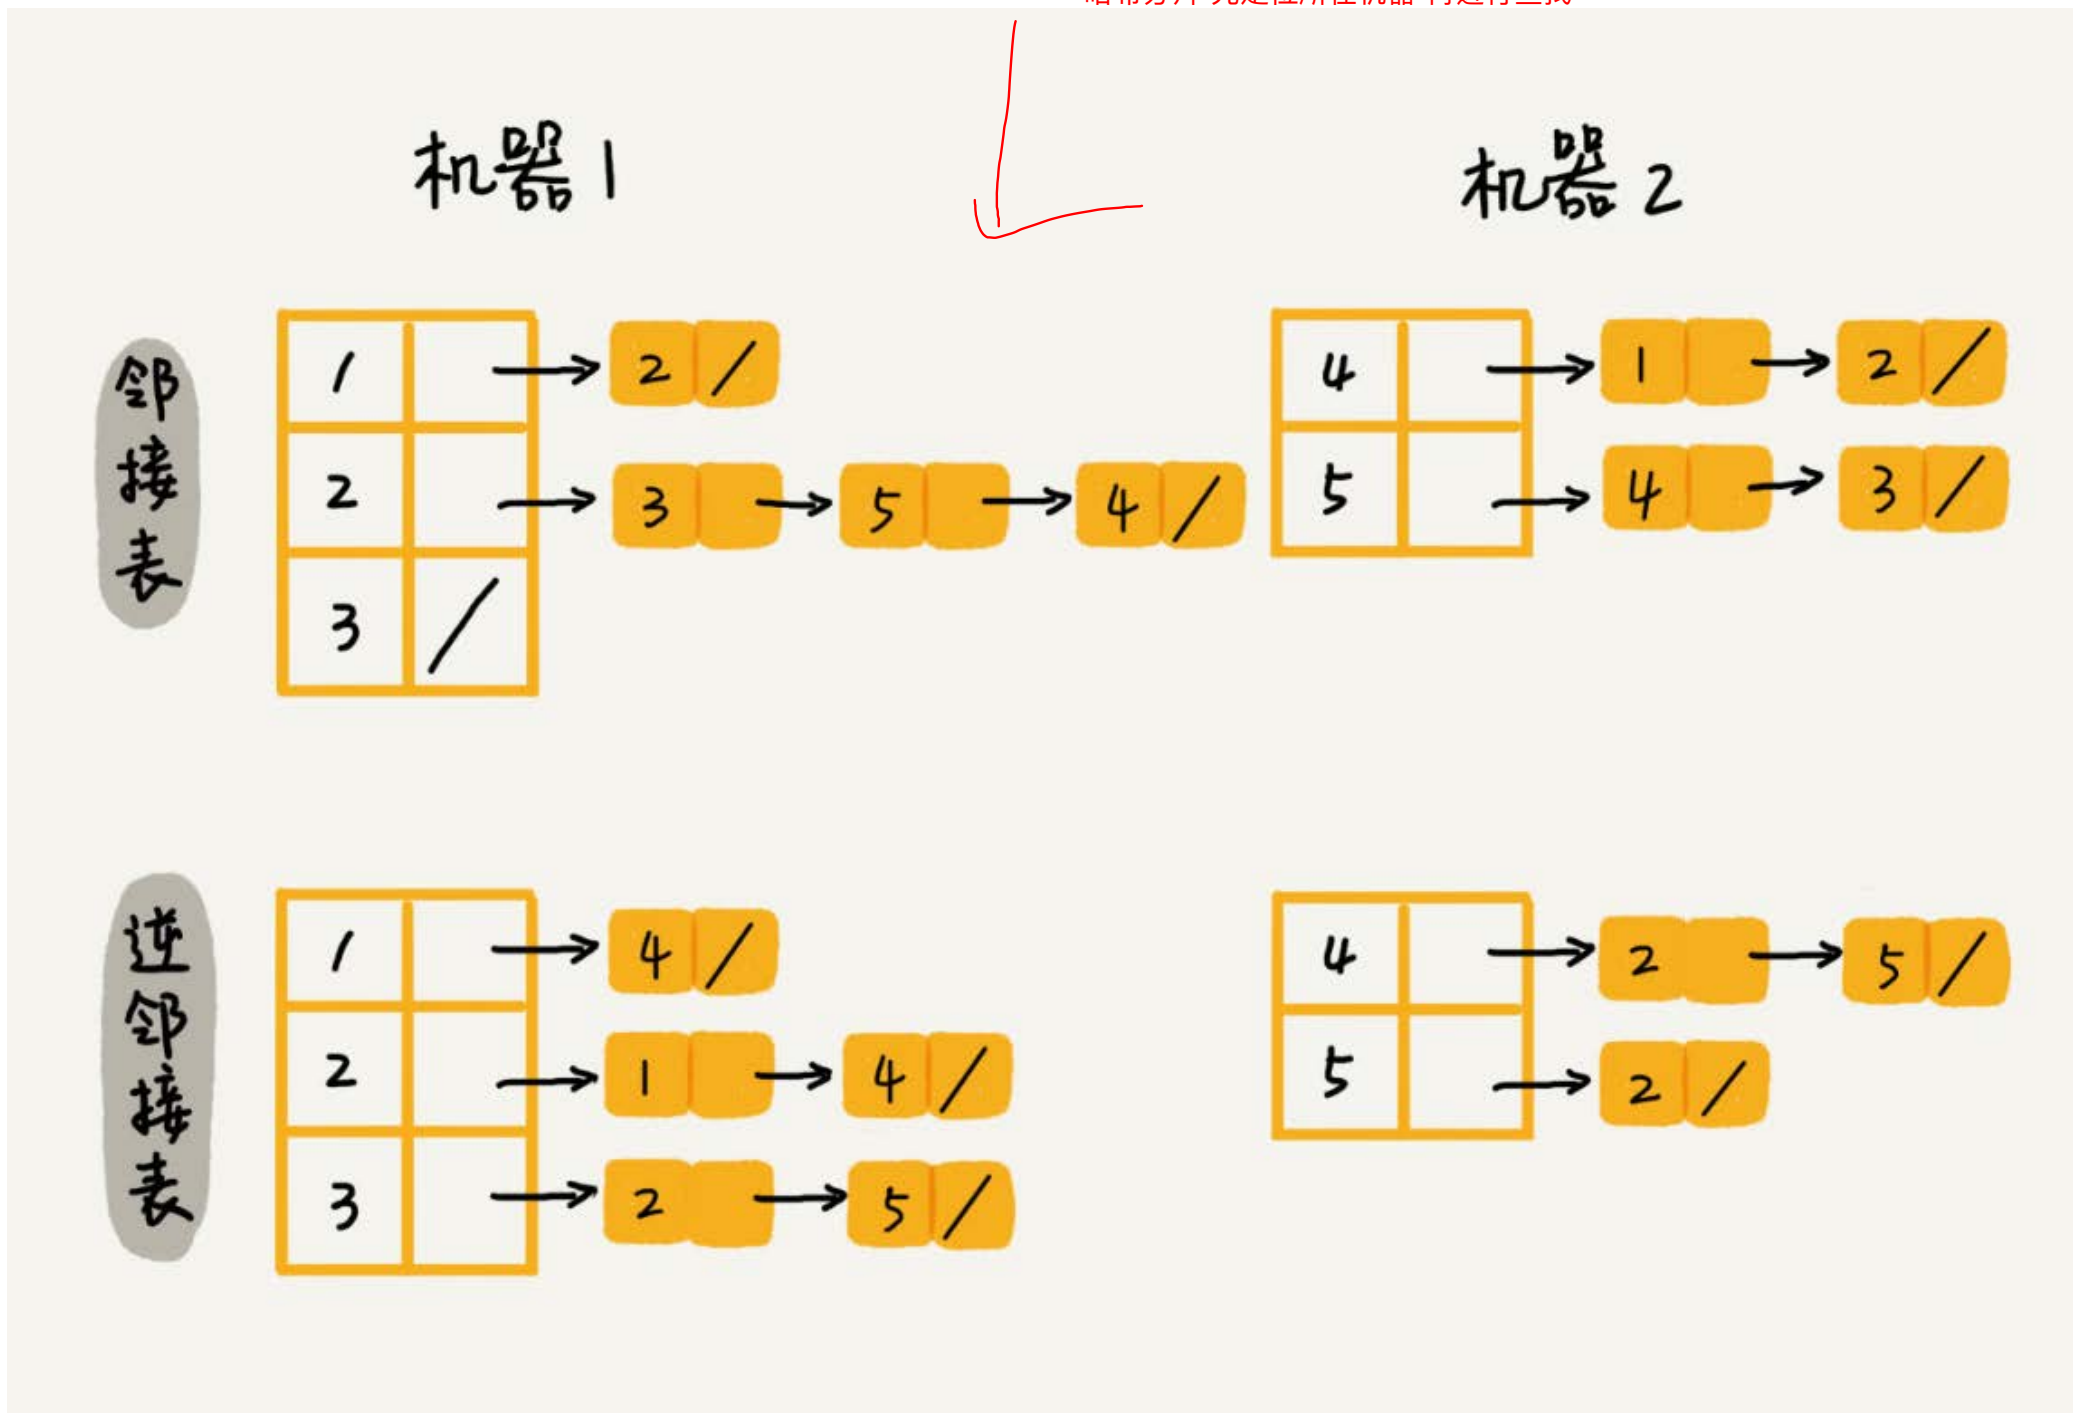 机器1
机器2
邻接表
1 → 2 /
2 → 3 → 5 → 4 /
3 /
4 → 1 → 2 /
5 → 4 → 3 /
逆邻接表
1 → 4 /
2 → 1 → 4 /
3 → 2 → 5 /
4 → 2 → 5 /
5 → 2 /